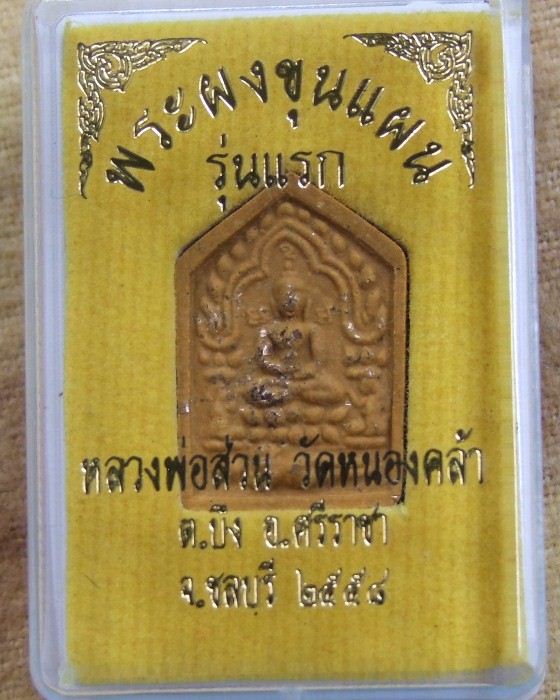 พระผงขุนแผน
รุ่นแรก
หลวงพ่อส่วน วัดหนองคล้า
ต.บึง อ.ศรีราชา
จ.ชลบุรี ๒๕๕๔